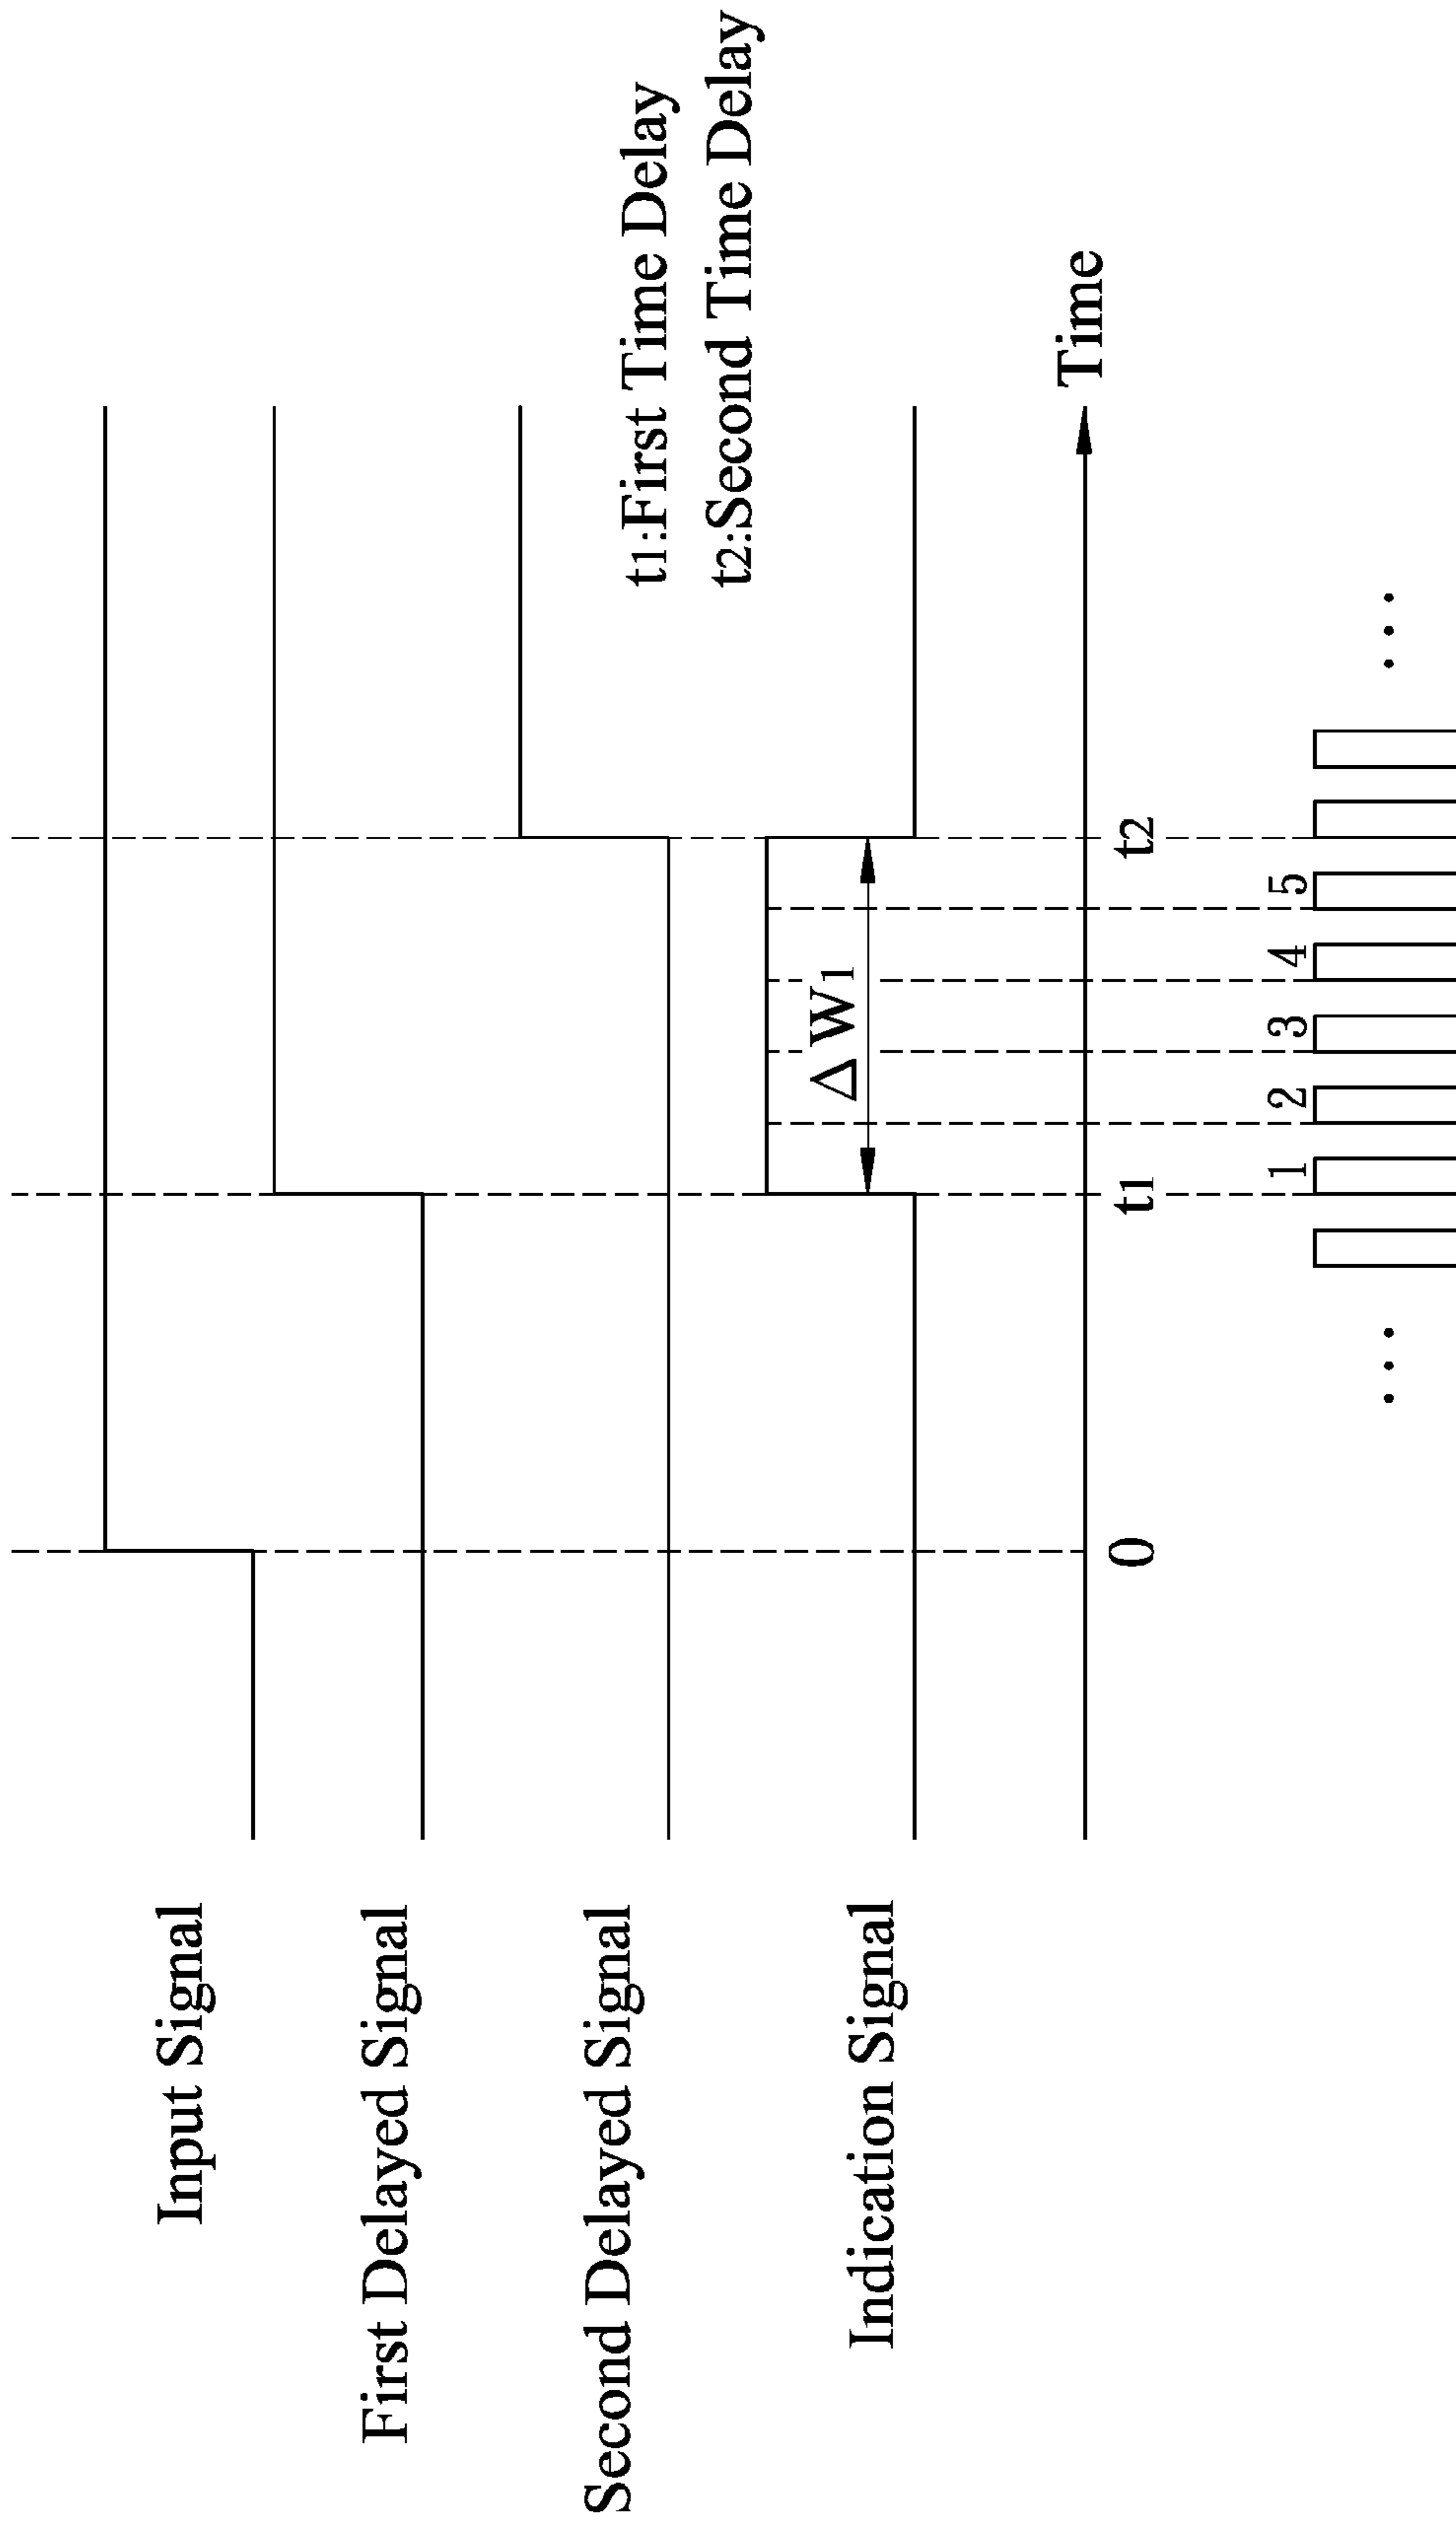 Input Signal
First Delayed Signal
Second Delayed Signal
t1:First Time Delay
t2:Second Time Delay
Indication Signal
ΔW1
Time
0
t1
t2
1 2 3 4 5